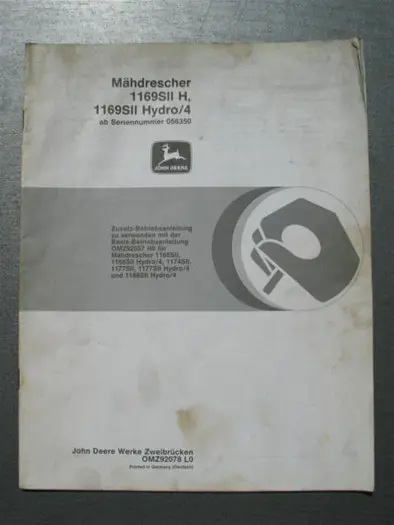 Mähdrescher
1169SII H,
1169SII Hydro/4
ab Seriennummer 056350
JOHN DEERE
Zusatz-Betriebsanleitung
zu verwenden mit der
Basis-Betriebsanleitung
OMZ92057 H9 für
Mähdrescher 1166SII,
1166SII Hydro/4, 1174SII,
1177SII, 1177SII Hydro/4
und 1188SII Hydro/4
John Deere Werke Zweibrücken
OMZ92078 L0
Printed in Germany (Deutsch)